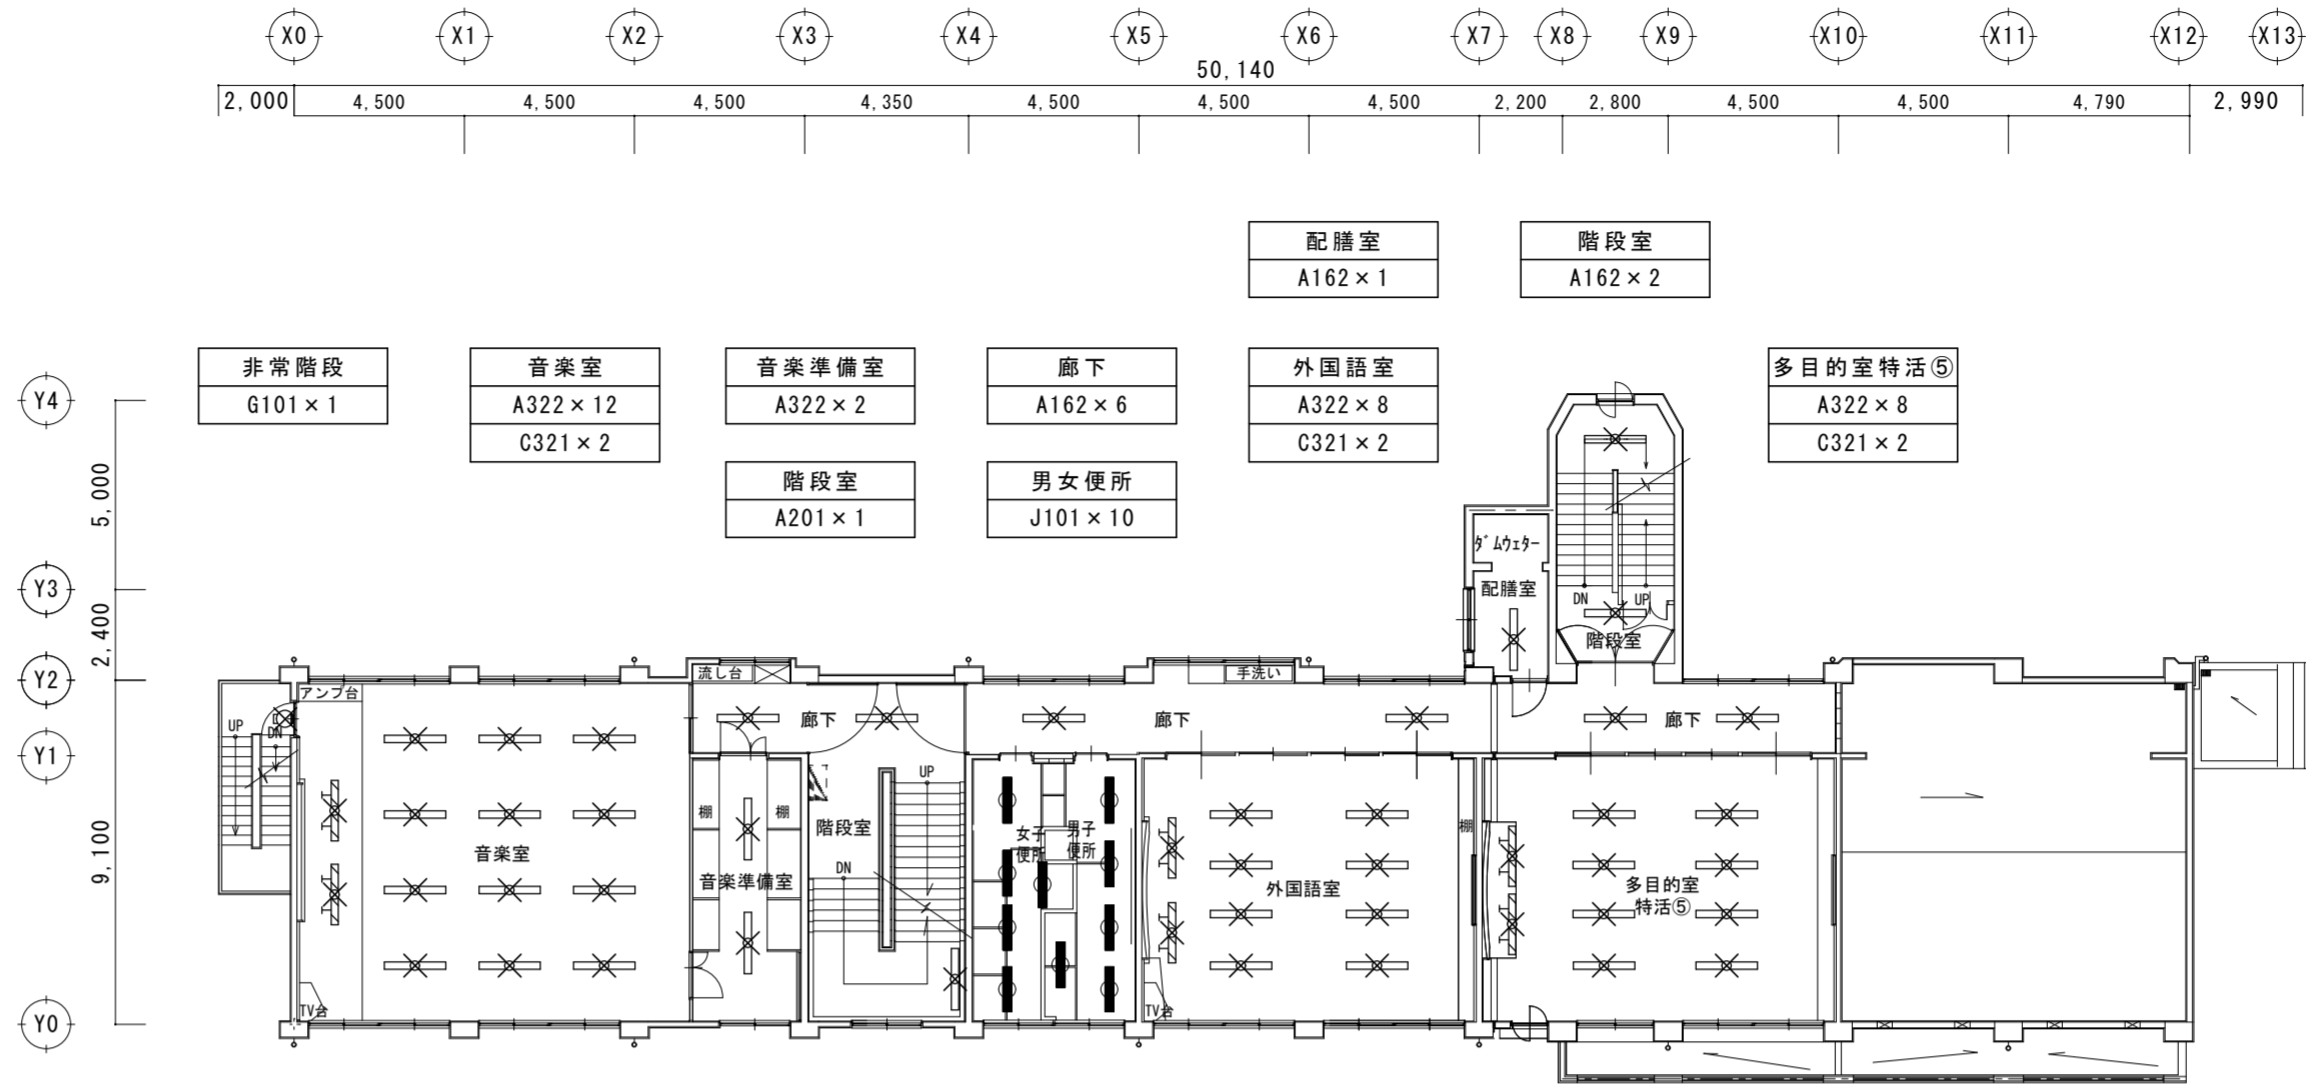 X0 X1 X2 X3 X4 X5 X6 X7 X8 X9 X10 X11 X12 X13
50,140
2,000 4,500 4,500 4,500 4,350 4,500 4,500 4,500 2,200 2,800 4,500 4,500 4,790 2,990
配膳室
A162×1
階段室
A162×2
非常階段
G101×1
音楽室
A322×12
C321×2
音楽準備室
A322×2
廊下
A162×6
外国語室
A322×8
C321×2
多目的室特活⑤
A322×8
C321×2
階段室
A201×1
男女便所
J101×10
Y4
5,000
Y3
2,400
Y2
Y1
9,100
Y0
ダムウェター
配膳室
DN
UP
階段室
アンプ台
流し台
手洗い
UP
DN
廊下
廊下
廊下
UP
棚
棚
階段室
女子
便所
男子
便所
棚
音楽室
DN
音楽準備室
外国語室
多目的室
特活⑤
TV台
TV台